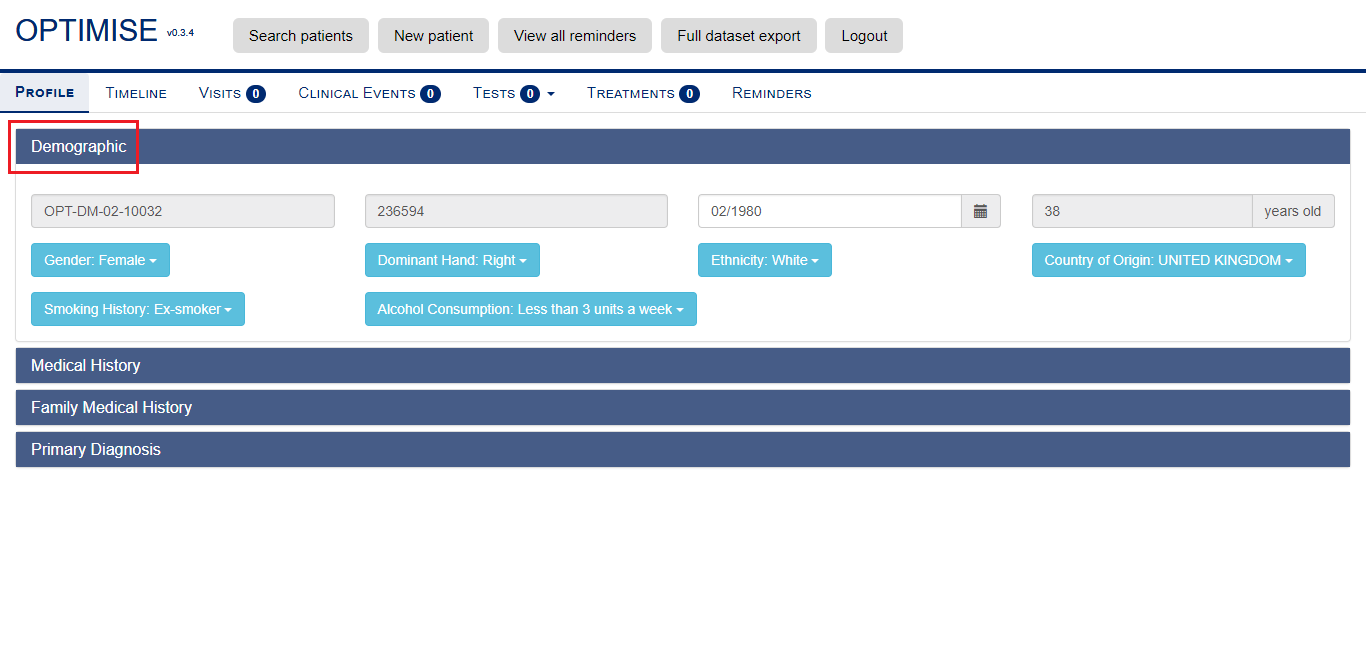 OPTIMISE v0.3.4 Search patients New patient View all reminders Full dataset export Logout
PROFILE TIMELINE VISITS 0 CLINICAL EVENTS 0 TESTS 0 TREATMENTS 0 REMINDERS
Demographic
OPT-DM-02-10032 236594 02/1980 38 years old
Gender: Female Dominant Hand: Right Ethnicity: White Country of Origin: UNITED KINGDOM
Smoking History: Ex-smoker Alcohol Consumption: Less than 3 units a week
Medical History
Family Medical History
Primary Diagnosis